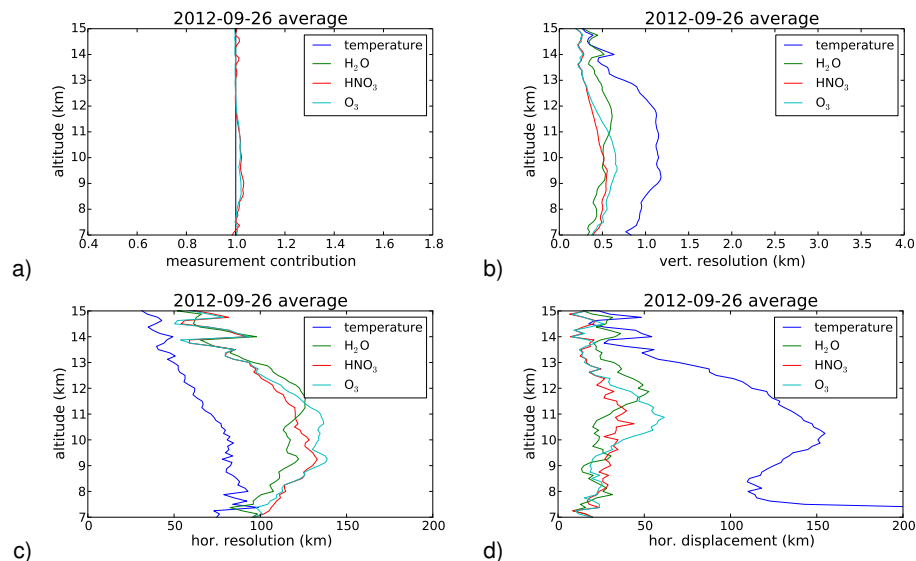 2012-09-26 average
15
14
13
12
11
10
9
8
7
altitude (km)
temperature
H₂O
HNO₃
O₃
0.4 0.6 0.8 1.0 1.2 1.4 1.6 1.8
measurement contribution
a)
2012-09-26 average
15
14
13
12
11
10
9
8
7
altitude (km)
temperature
H₂O
HNO₃
O₃
0.0 0.5 1.0 1.5 2.0 2.5 3.0 3.5 4.0
vert. resolution (km)
b)
2012-09-26 average
15
14
13
12
11
10
9
8
7
altitude (km)
temperature
H₂O
HNO₃
O₃
0 50 100 150 200
hor. resolution (km)
c)
2012-09-26 average
15
14
13
12
11
10
9
8
7
altitude (km)
temperature
H₂O
HNO₃
O₃
0 50 100 150 200
hor. displacement (km)
d)